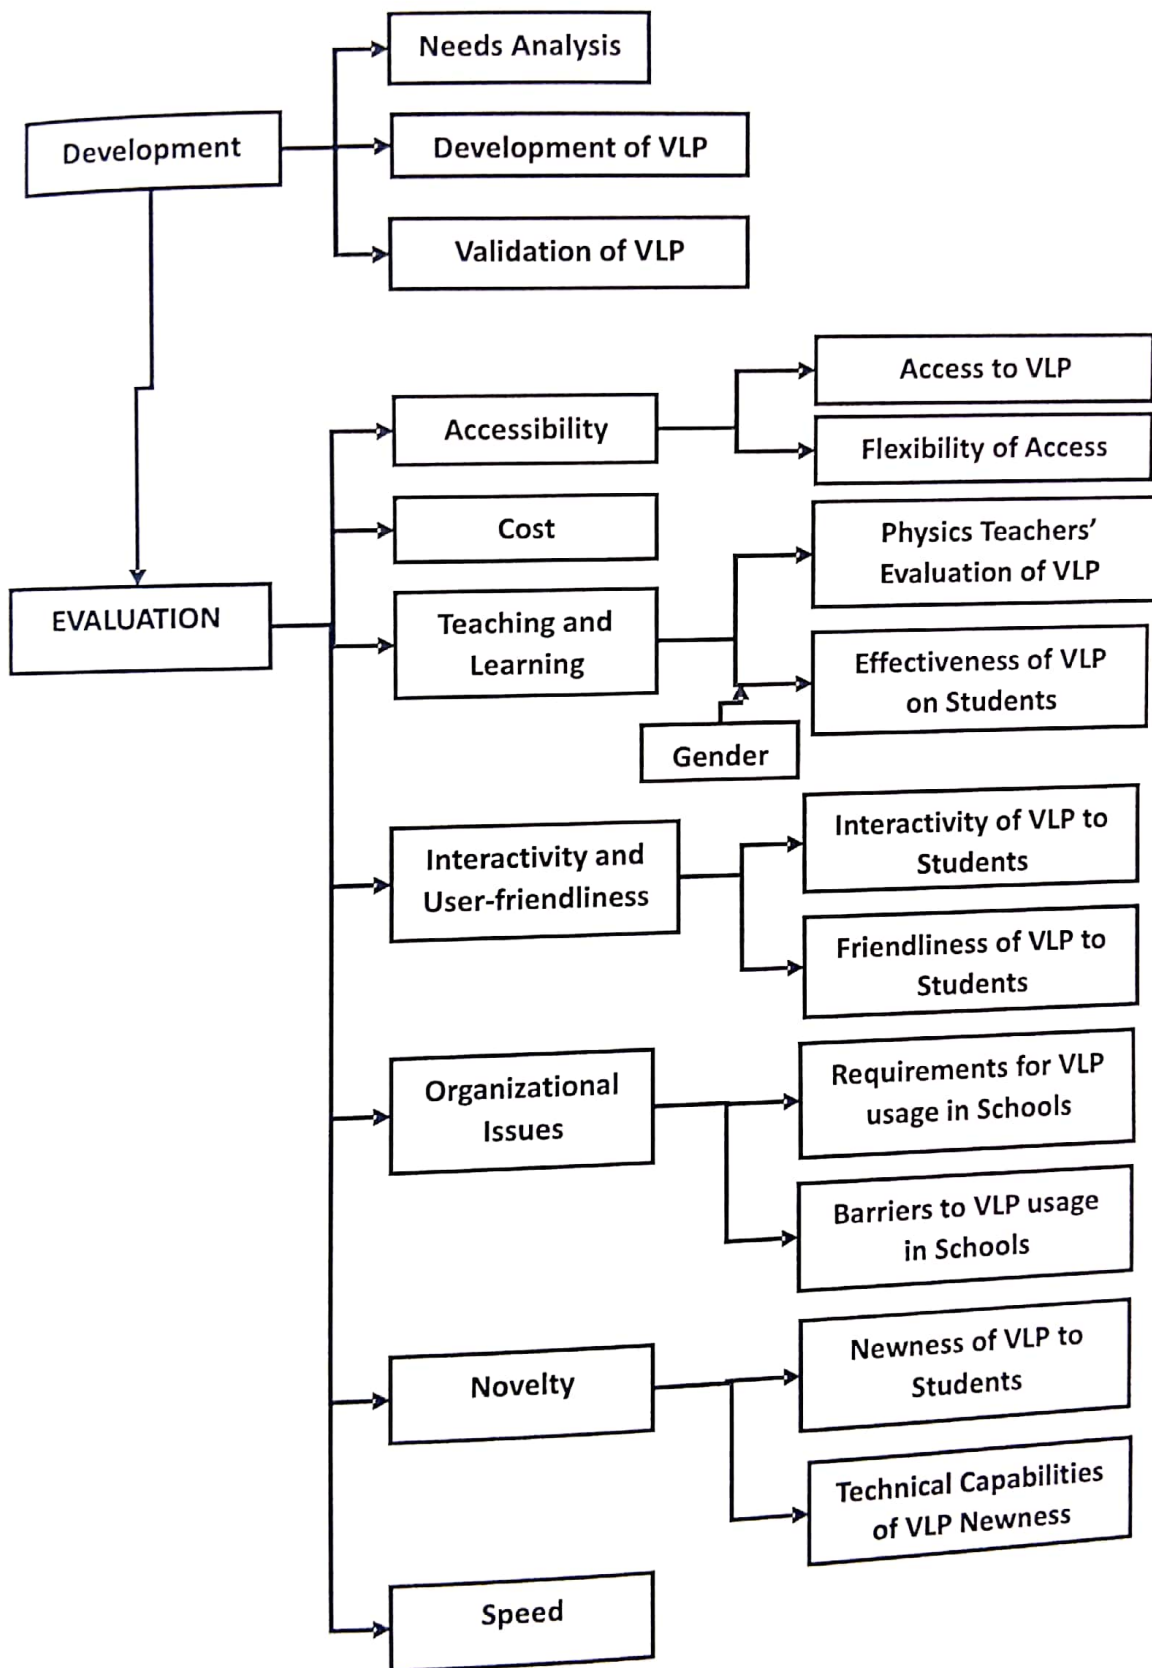 Needs Analysis
Development
Development of VLP
Validation of VLP
Access to VLP
Accessibility
Flexibility of Access
Cost
Physics Teachers’
Evaluation of VLP
EVALUATION
Teaching and
Learning
Effectiveness of VLP
on Students
Gender
Interactivity and
User-friendliness
Interactivity of VLP to
Students
Friendliness of VLP to
Students
Organizational
Issues
Requirements for VLP
usage in Schools
Barriers to VLP usage
in Schools
Novelty
Newness of VLP to
Students
Technical Capabilities
of VLP Newness
Speed